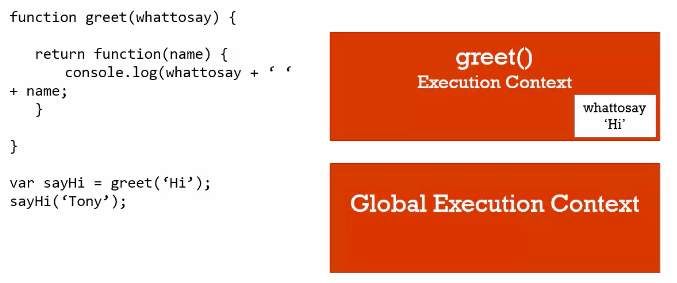 function greet(whattosay) {
return function(name) {
console.log(whattosay + ‘ ‘
+ name;
}
}
var sayHi = greet(‘Hi’);
sayHi(‘Tony’);
greet()
Execution Context
whattosay
‘Hi’
Global Execution Context